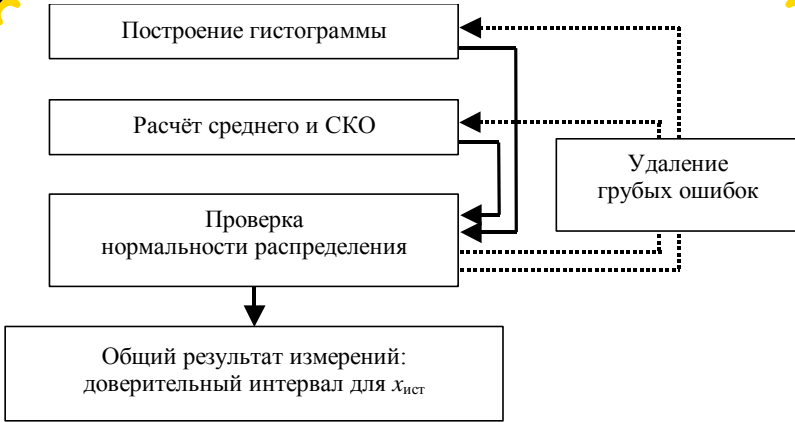 Построение гистограммы
Расчёт среднего и СКО
Удаление
грубых ошибок
Проверка
нормальности распределения
Общий результат измерений:
доверительный интервал для xист